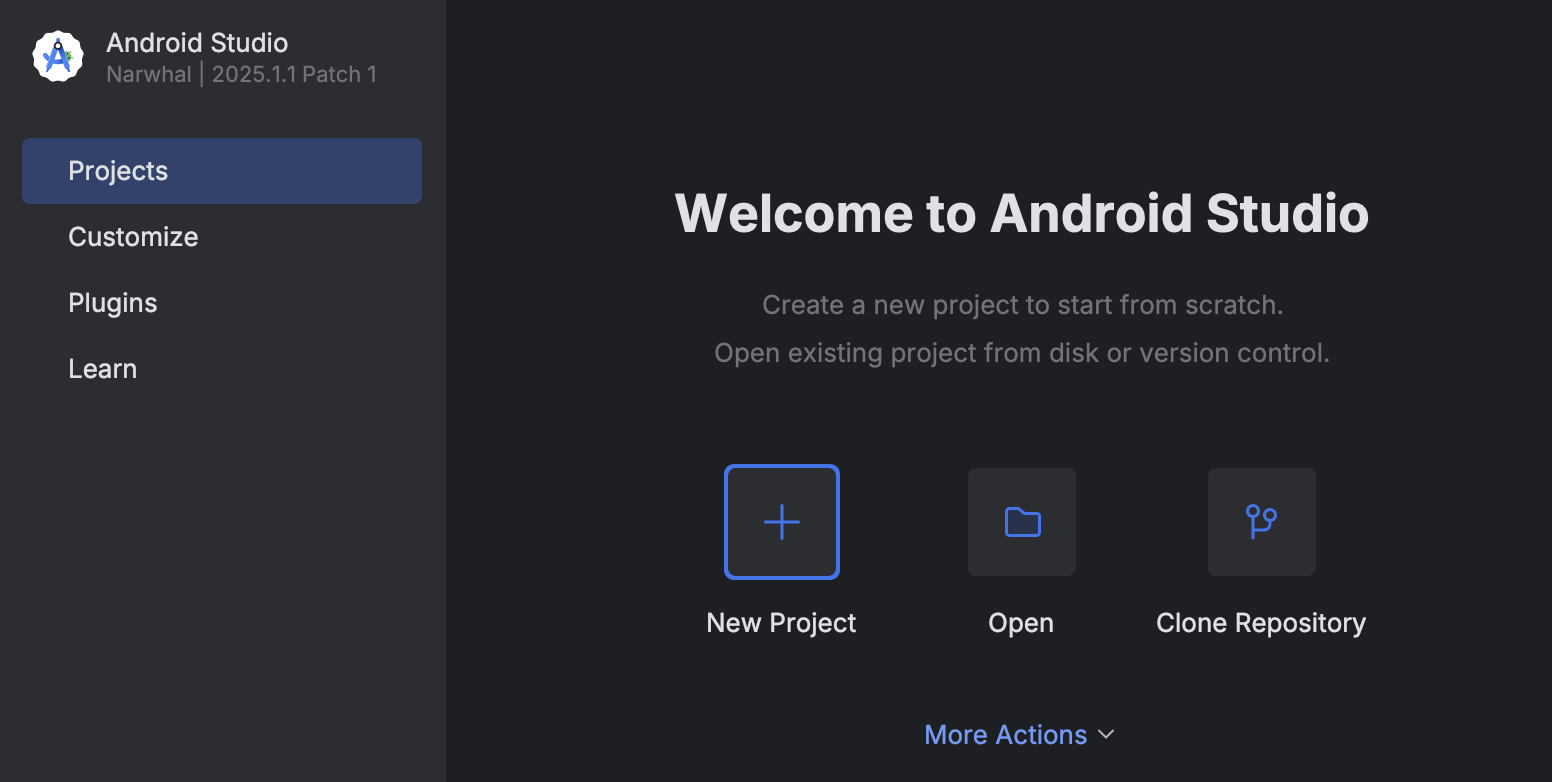 Android Studio
Narwhal | 2025.1.1 Patch 1
Projects
Customize
Plugins
Learn
Welcome to Android Studio
Create a new project to start from scratch.
Open existing project from disk or version control.
New Project
Open
Clone Repository
More Actions